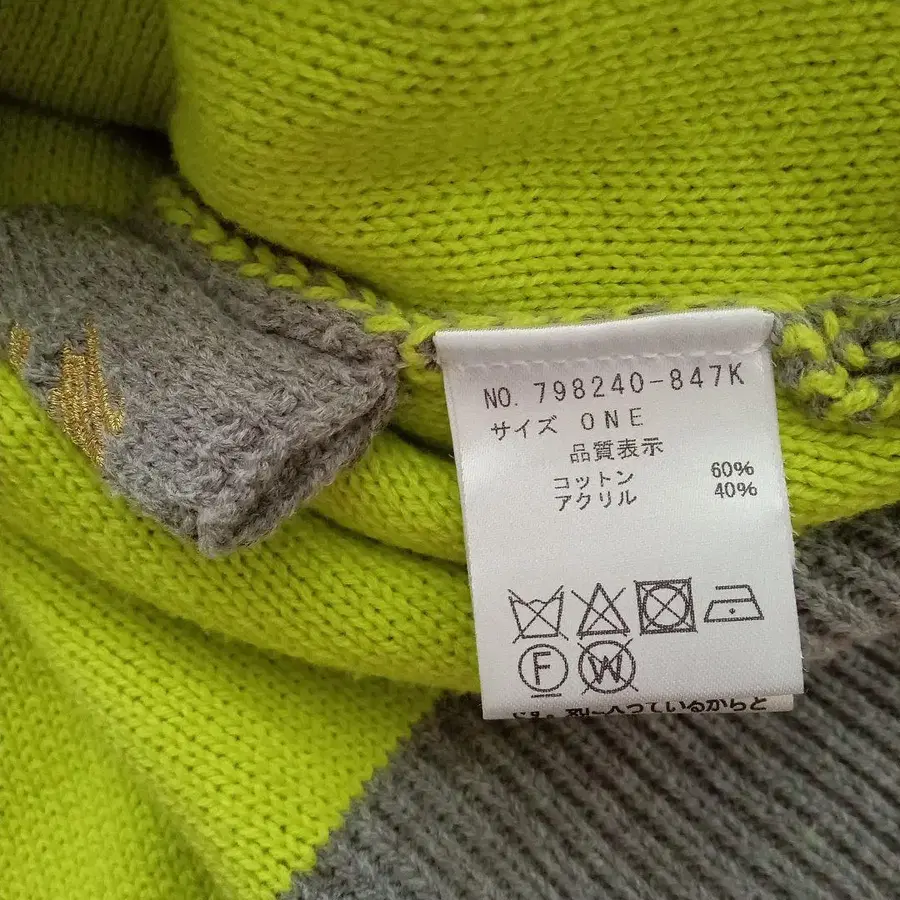 NO. 798240-847K
サイズ ONE
品質表示
コットン 60%
アクリル 40%
F W